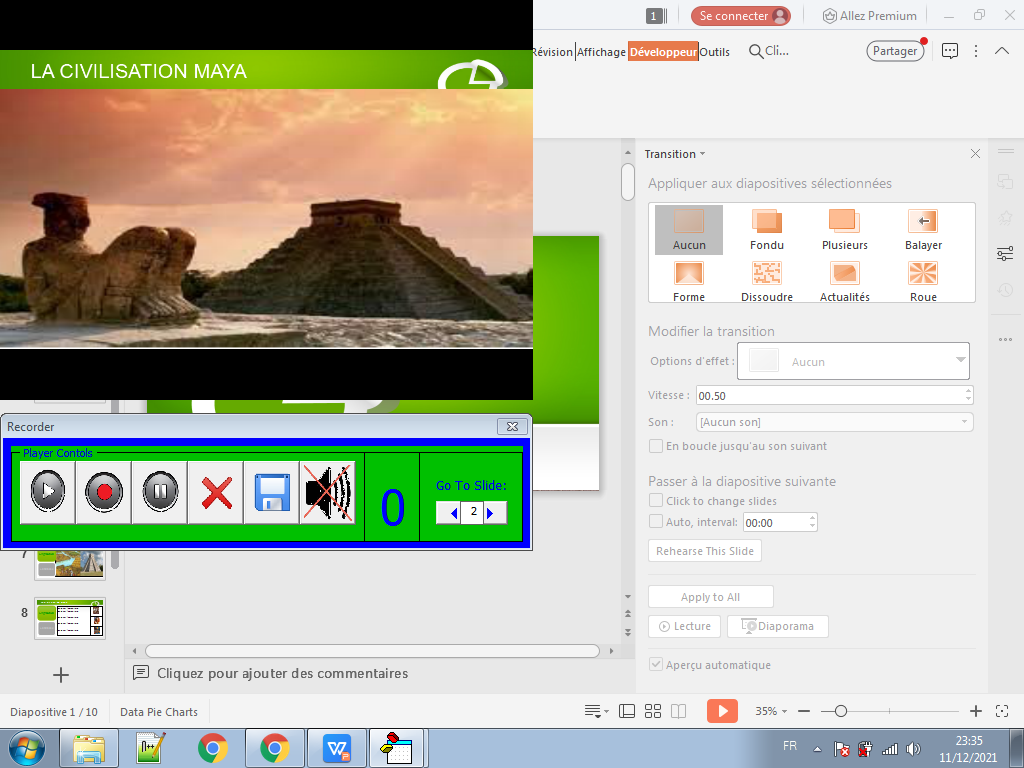 1
Se connecter
Allez Premium
Révision
Affichage
Développeur
Outils
Cli...
Partager
LA CIVILISATION MAYA
Transition
Appliquer aux diapositives sélectionnées
Aucun
Fondu
Plusieurs
Balayer
Forme
Dissoudre
Actualités
Roue
Modifier la transition
Options d'effet :
Aucun
Vitesse :
00.50
Son :
[Aucun son]
En boucle jusqu'au son suivant
Passer à la diapositive suivante
Click to change slides
Auto, interval:
00:00
Rehearse This Slide
Apply to All
Lecture
Diaporama
Aperçu automatique
Recorder
Player Contols
0
Go To Slide:
2
7
8
Cliquez pour ajouter des commentaires
Diapositive 1 / 10
Data Pie Charts
35%
FR
23:35
11/12/2021